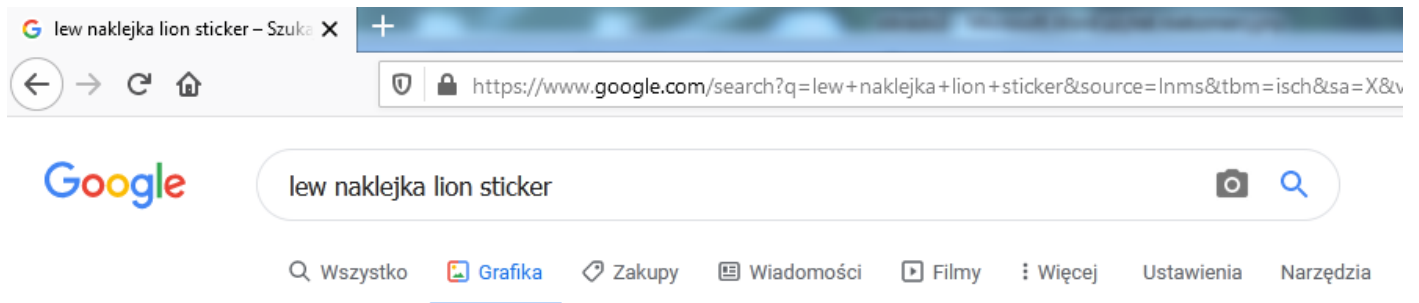 lew naklejka lion sticker – Szuka
https://www.google.com/search?q=lew+naklejka+lion+sticker&source=lnms&tbm=isch&sa=X&v
Google
lew naklejka lion sticker
Wszystko Grafika Zakupy Wiadomości Filmy Więcej Ustawienia Narzędzia